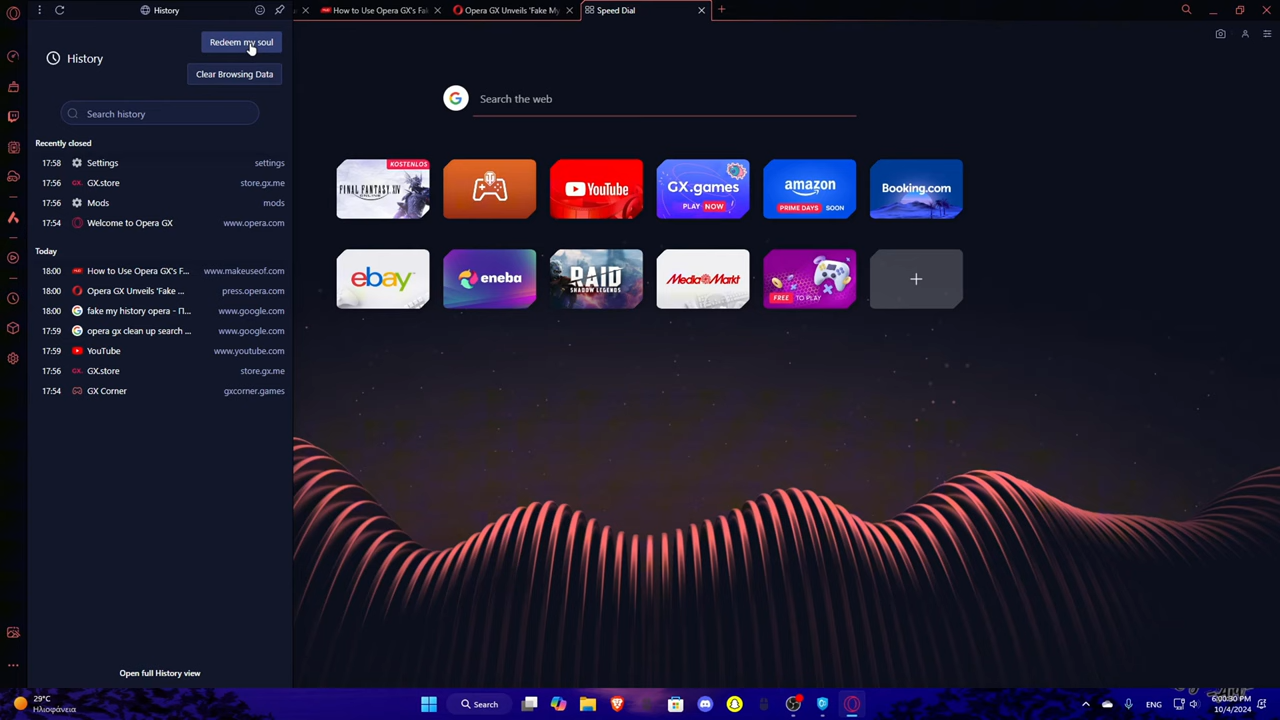 History
How to Use Opera GX's Fa
Opera GX Unveils 'Fake My
Speed Dial
Redeem my soul
History
Clear Browsing Data
Search history
Recently closed
17:58 Settings settings
17:56 GX.store store.gx.me
17:56 Mods mods
17:54 Welcome to Opera GX www.opera.com
Today
18:00 How to Use Opera GX's F... www.makeuseof.com
18:00 Opera GX Unveils 'Fake ... press.opera.com
18:00 fake my history opera - Π... www.google.com
17:59 opera gx clean up search ... www.google.com
17:59 YouTube www.youtube.com
17:56 GX.store store.gx.me
17:54 GX Corner gxcorner.games
Open full History view
Search the web
KOSTENLOS
FINAL FANTASY XIV
YouTube
GX.games
PLAY NOW
amazon
PRIME DAYS SOON
Booking.com
ebay
eneba
RAID
SHADOW LEGENDS
MediaMarkt
FREE TO PLAY
29°C
Ηλιοφάνεια
Search
ENG
6:00:30 PM
10/4/2024